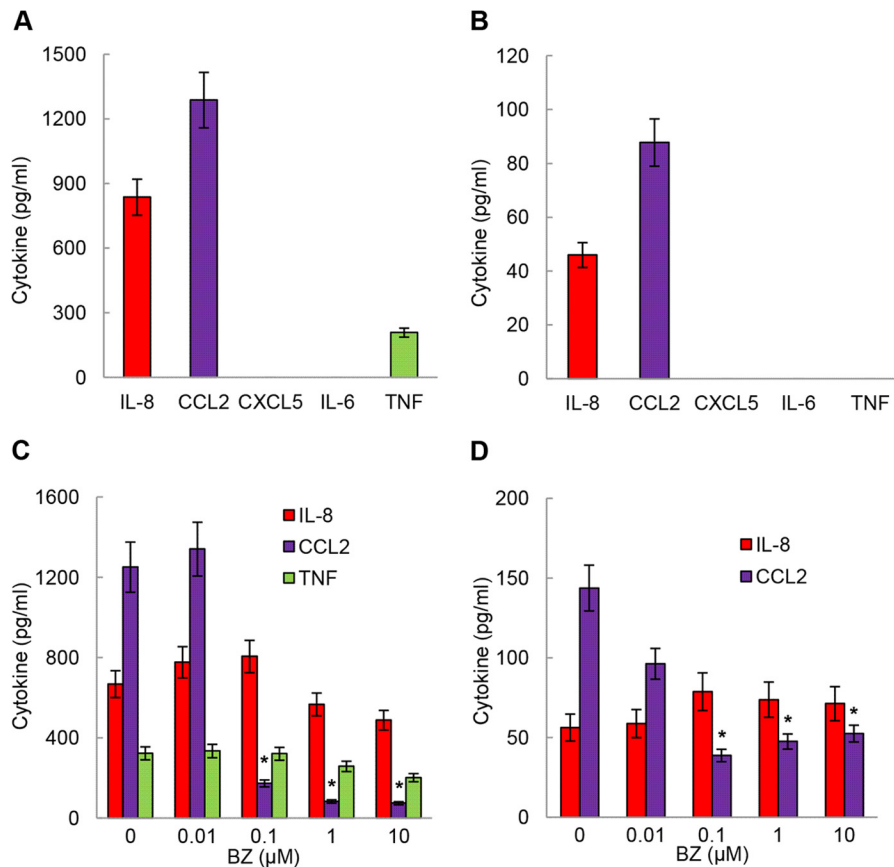 A
1500
1200
900
600
300
0
Cytokine (pg/ml)
IL-8 CCL2 CXCL5 IL-6 TNF
B
120
100
80
60
40
20
0
Cytokine (pg/ml)
IL-8 CCL2 CXCL5 IL-6 TNF
C
1600
1200
800
400
0
Cytokine (pg/ml)
IL-8
CCL2
TNF
* * *
0 0.01 0.1 1 10
BZ (µM)
D
200
150
100
50
0
Cytokine (pg/ml)
IL-8
CCL2
* * *
0 0.01 0.1 1 10
BZ (µM)